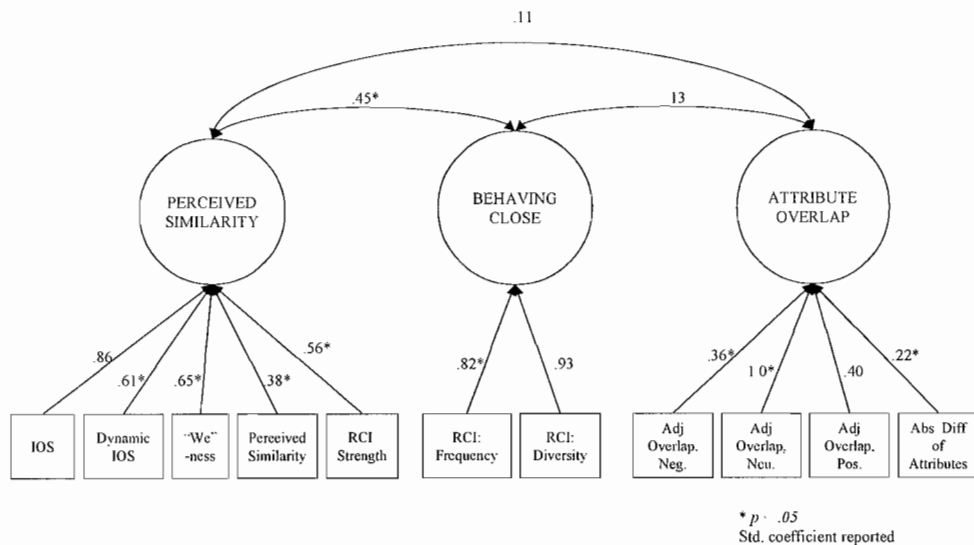 .11
.45*
13
PERCEIVED
SIMILARITY
BEHAVING
CLOSE
ATTRIBUTE
OVERLAP
.86
.61*
.65*
.38*
.56*
.82*
.93
.36*
1 0*
.40
.22*
IOS
Dynamic
IOS
"We"
-ness
Perceived
Similarity
RCI
Strength
RCI:
Frequency
RCI:
Diversity
Adj
Overlap.
Neg.
Adj
Overlap,
Neu.
Adj
Overlap.
Pos.
Abs Diff
of
Attributes
* p · .05
Std. coefficient reported